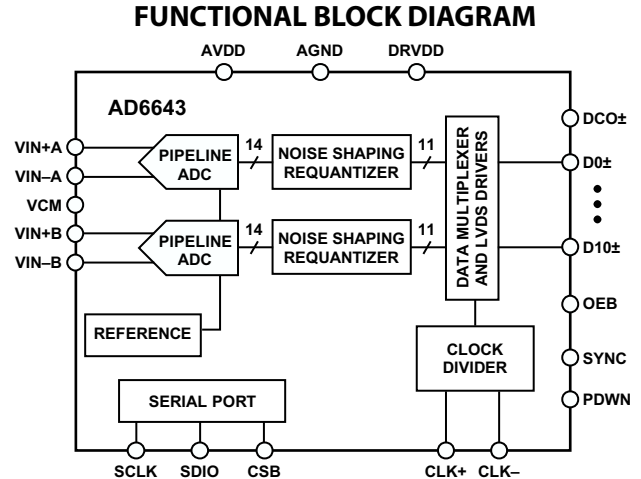 FUNCTIONAL BLOCK DIAGRAM
AVDD
AGND
DRVDD
AD6643
VIN+A
VIN–A
VCM
VIN+B
VIN–B
PIPELINE
ADC
14
NOISE SHAPING
REQUANTIZER
11
PIPELINE
ADC
14
NOISE SHAPING
REQUANTIZER
11
DATA MULTIPLEXER
AND LVDS DRIVERS
DCO±
D0±
D10±
OEB
SYNC
PDWN
REFERENCE
CLOCK
DIVIDER
SERIAL PORT
SCLK
SDIO
CSB
CLK+
CLK–